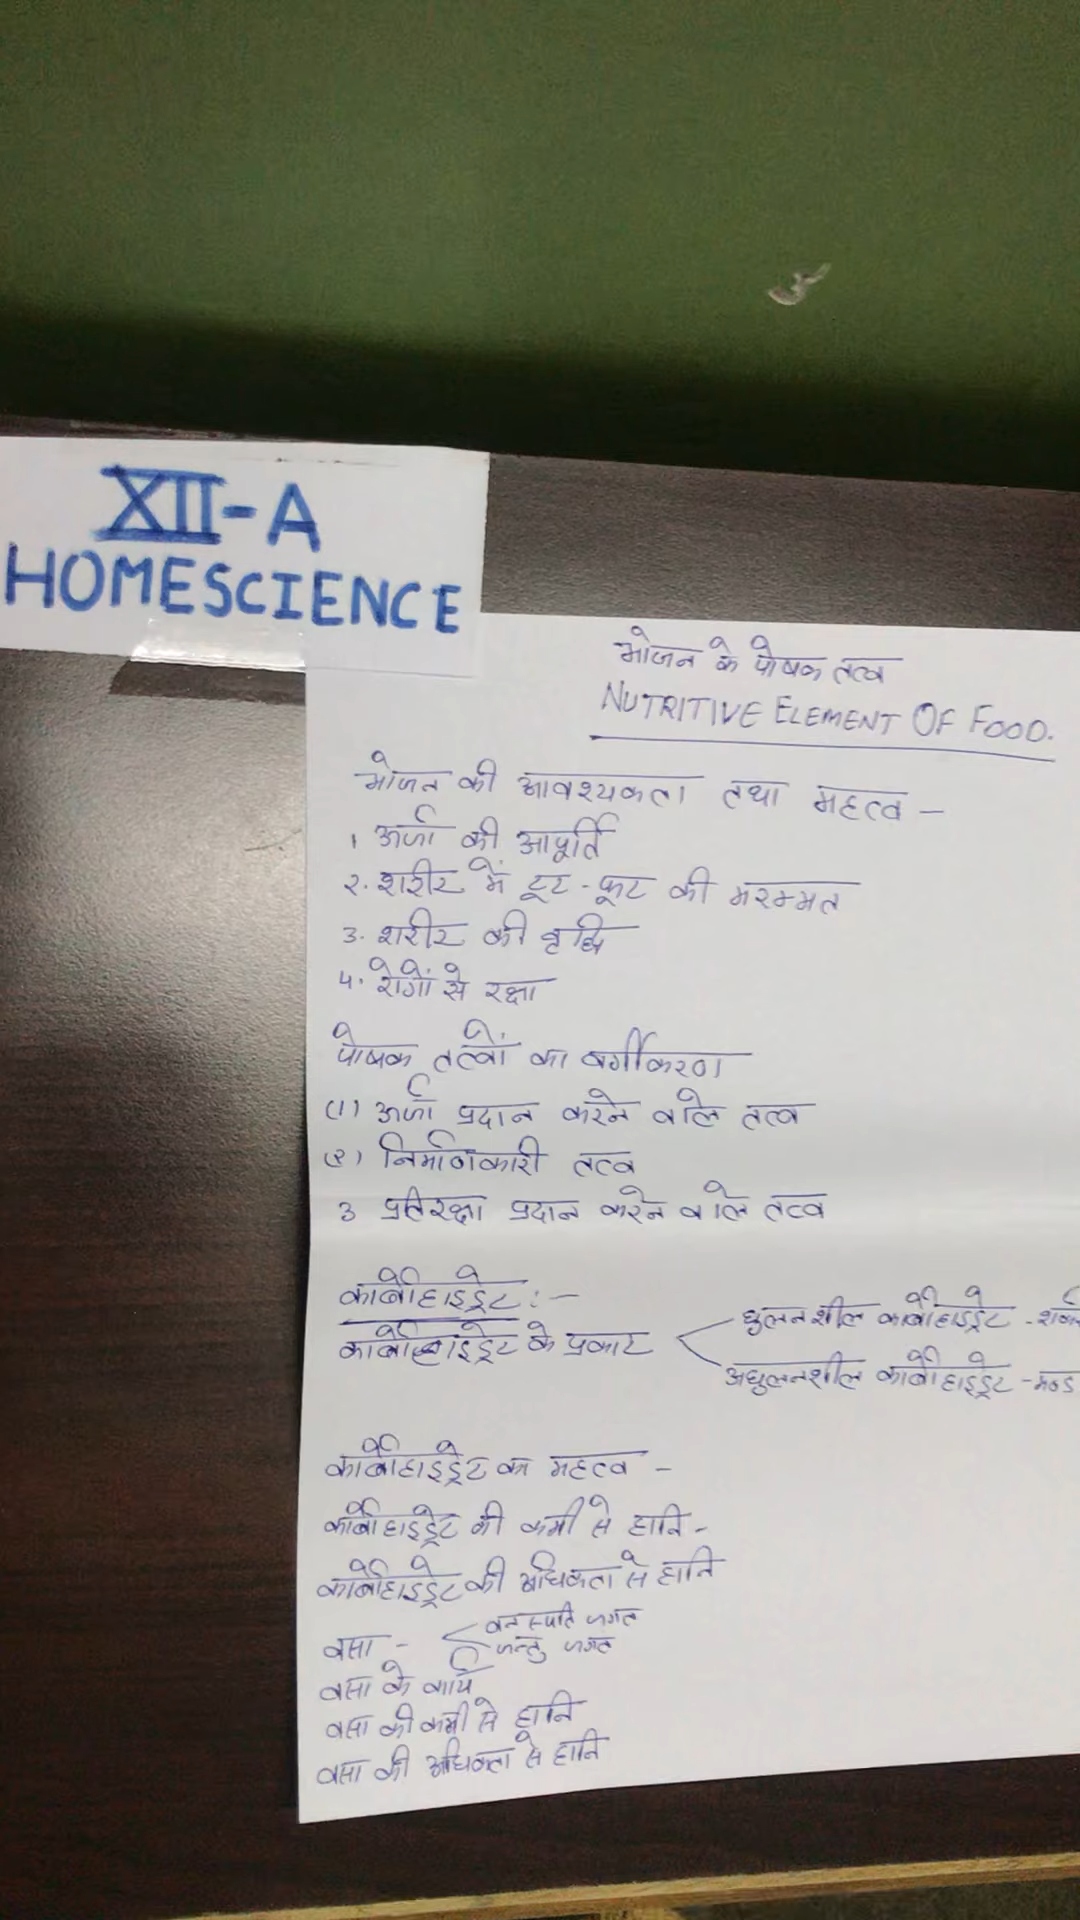 XII-A
HOMESCIENCE
भोजन के पोषक तत्व
NUTRITIVE ELEMENT OF FOOD.
भोजन की आवश्यकता तथा महत्व -
1 ऊर्जा की आपूर्ति
2. शरीर में टूट-फूट की मरम्मत
3. शरीर की वृद्धि
4. रोगों से रक्षा
पोषक तत्वों का वर्गीकरण
(1) ऊर्जा प्रदान करने वाले तत्व
(2) निर्माणकारी तत्व
3 प्रतिरक्षा प्रदान करने वाले तत्व
कार्बोहाइड्रेट :-
कार्बोहाइड्रेट के प्रकार
घुलनशील कार्बोहाइड्रेट -
अघुलनशील कार्बोहाइड्रेट -
कार्बोहाइड्रेट का महत्व -
कार्बोहाइड्रेट की कमी से हानि -
कार्बोहाइड्रेट की अधिकता से हानि
वसा - वनस्पति जगत
जन्तु जगत
वसा के कार्य
वसा की कमी से हानि
वसा की अधिकता से हानि